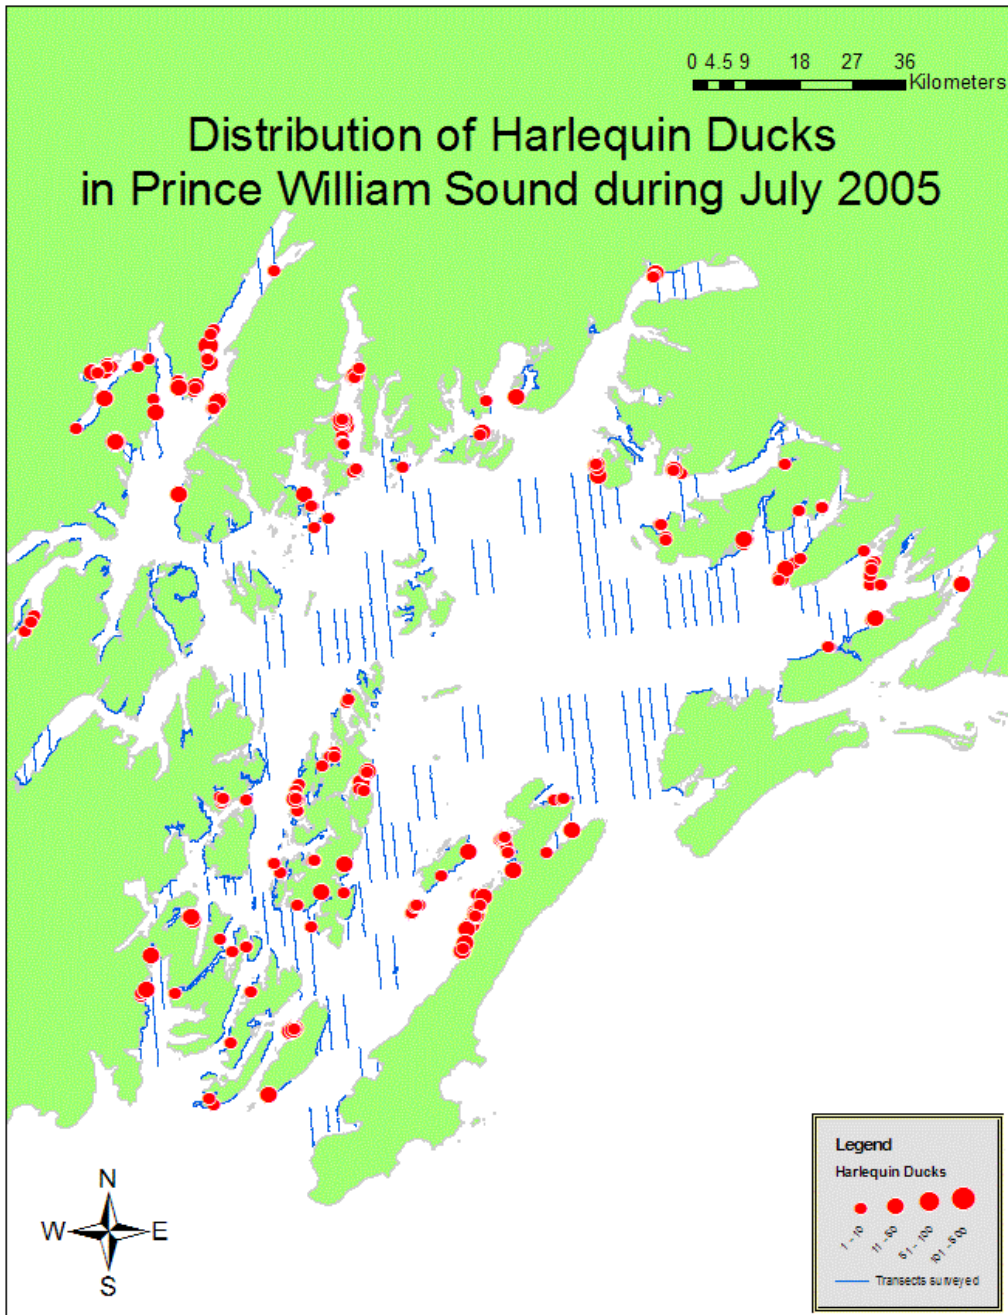 0 4.5 9 18 27 36
Kilometers
Distribution of Harlequin Ducks
in Prince William Sound during July 2005
N
W E
S
Legend
Harlequin Ducks
1 - 10 11 - 50 51 - 100 101 - 500
Transects surveyed